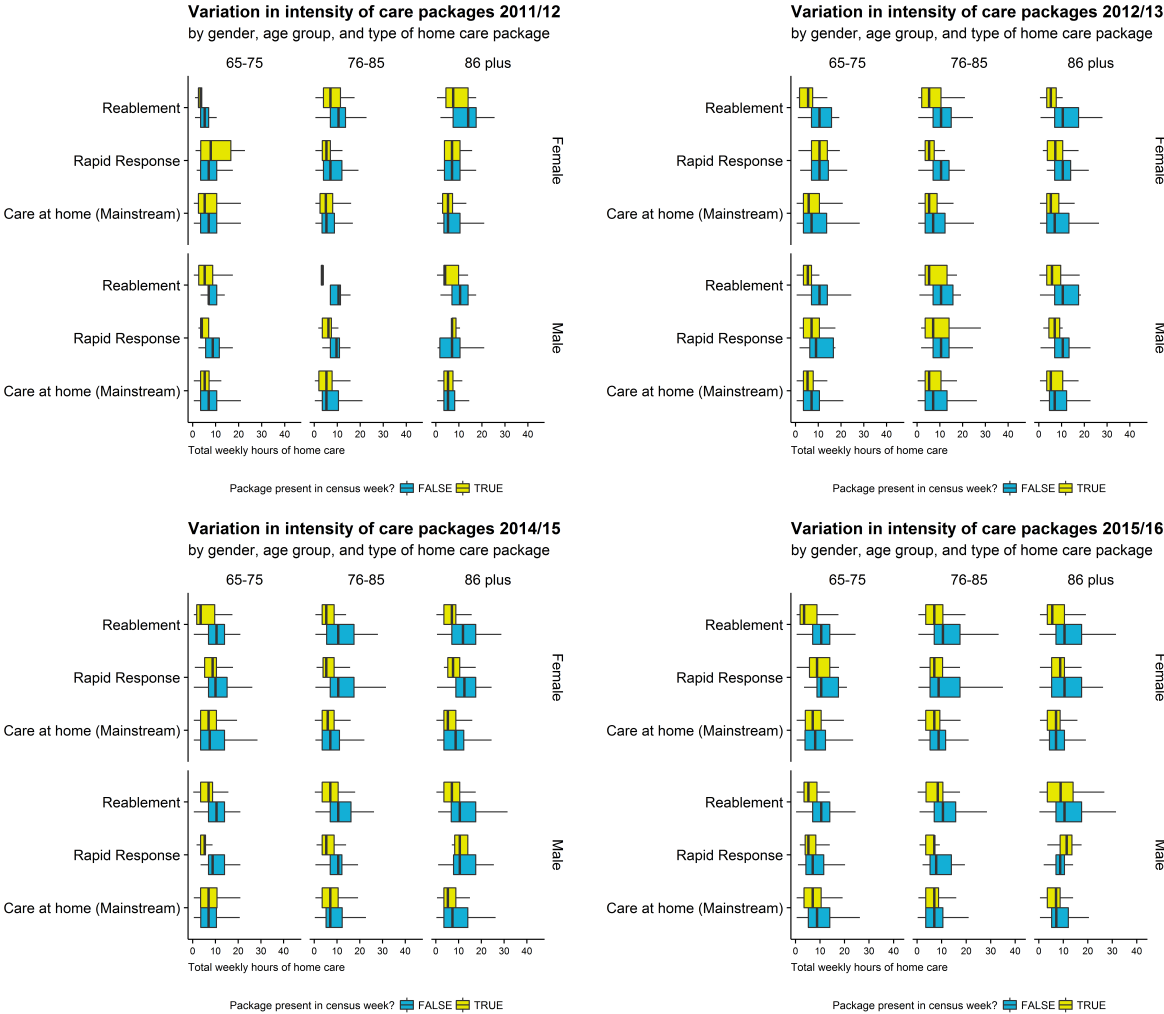 Variation in intensity of care packages 2011/12
by gender, age group, and type of home care package
65-75 76-85 86 plus
Reablement
Rapid Response
Care at home (Mainstream)
Female
Reablement
Rapid Response
Care at home (Mainstream)
Male
0 10 20 30 40 0 10 20 30 40 0 10 20 30 40
Total weekly hours of home care
Package present in census week? FALSE TRUE
Variation in intensity of care packages 2012/13
by gender, age group, and type of home care package
65-75 76-85 86 plus
Reablement
Rapid Response
Care at home (Mainstream)
Female
Reablement
Rapid Response
Care at home (Mainstream)
Male
0 10 20 30 40 0 10 20 30 40 0 10 20 30 40
Total weekly hours of home care
Package present in census week? FALSE TRUE
Variation in intensity of care packages 2014/15
by gender, age group, and type of home care package
65-75 76-85 86 plus
Reablement
Rapid Response
Care at home (Mainstream)
Female
Reablement
Rapid Response
Care at home (Mainstream)
Male
0 10 20 30 40 0 10 20 30 40 0 10 20 30 40
Total weekly hours of home care
Package present in census week? FALSE TRUE
Variation in intensity of care packages 2015/16
by gender, age group, and type of home care package
65-75 76-85 86 plus
Reablement
Rapid Response
Care at home (Mainstream)
Female
Reablement
Rapid Response
Care at home (Mainstream)
Male
0 10 20 30 40 0 10 20 30 40 0 10 20 30 40
Total weekly hours of home care
Package present in census week? FALSE TRUE